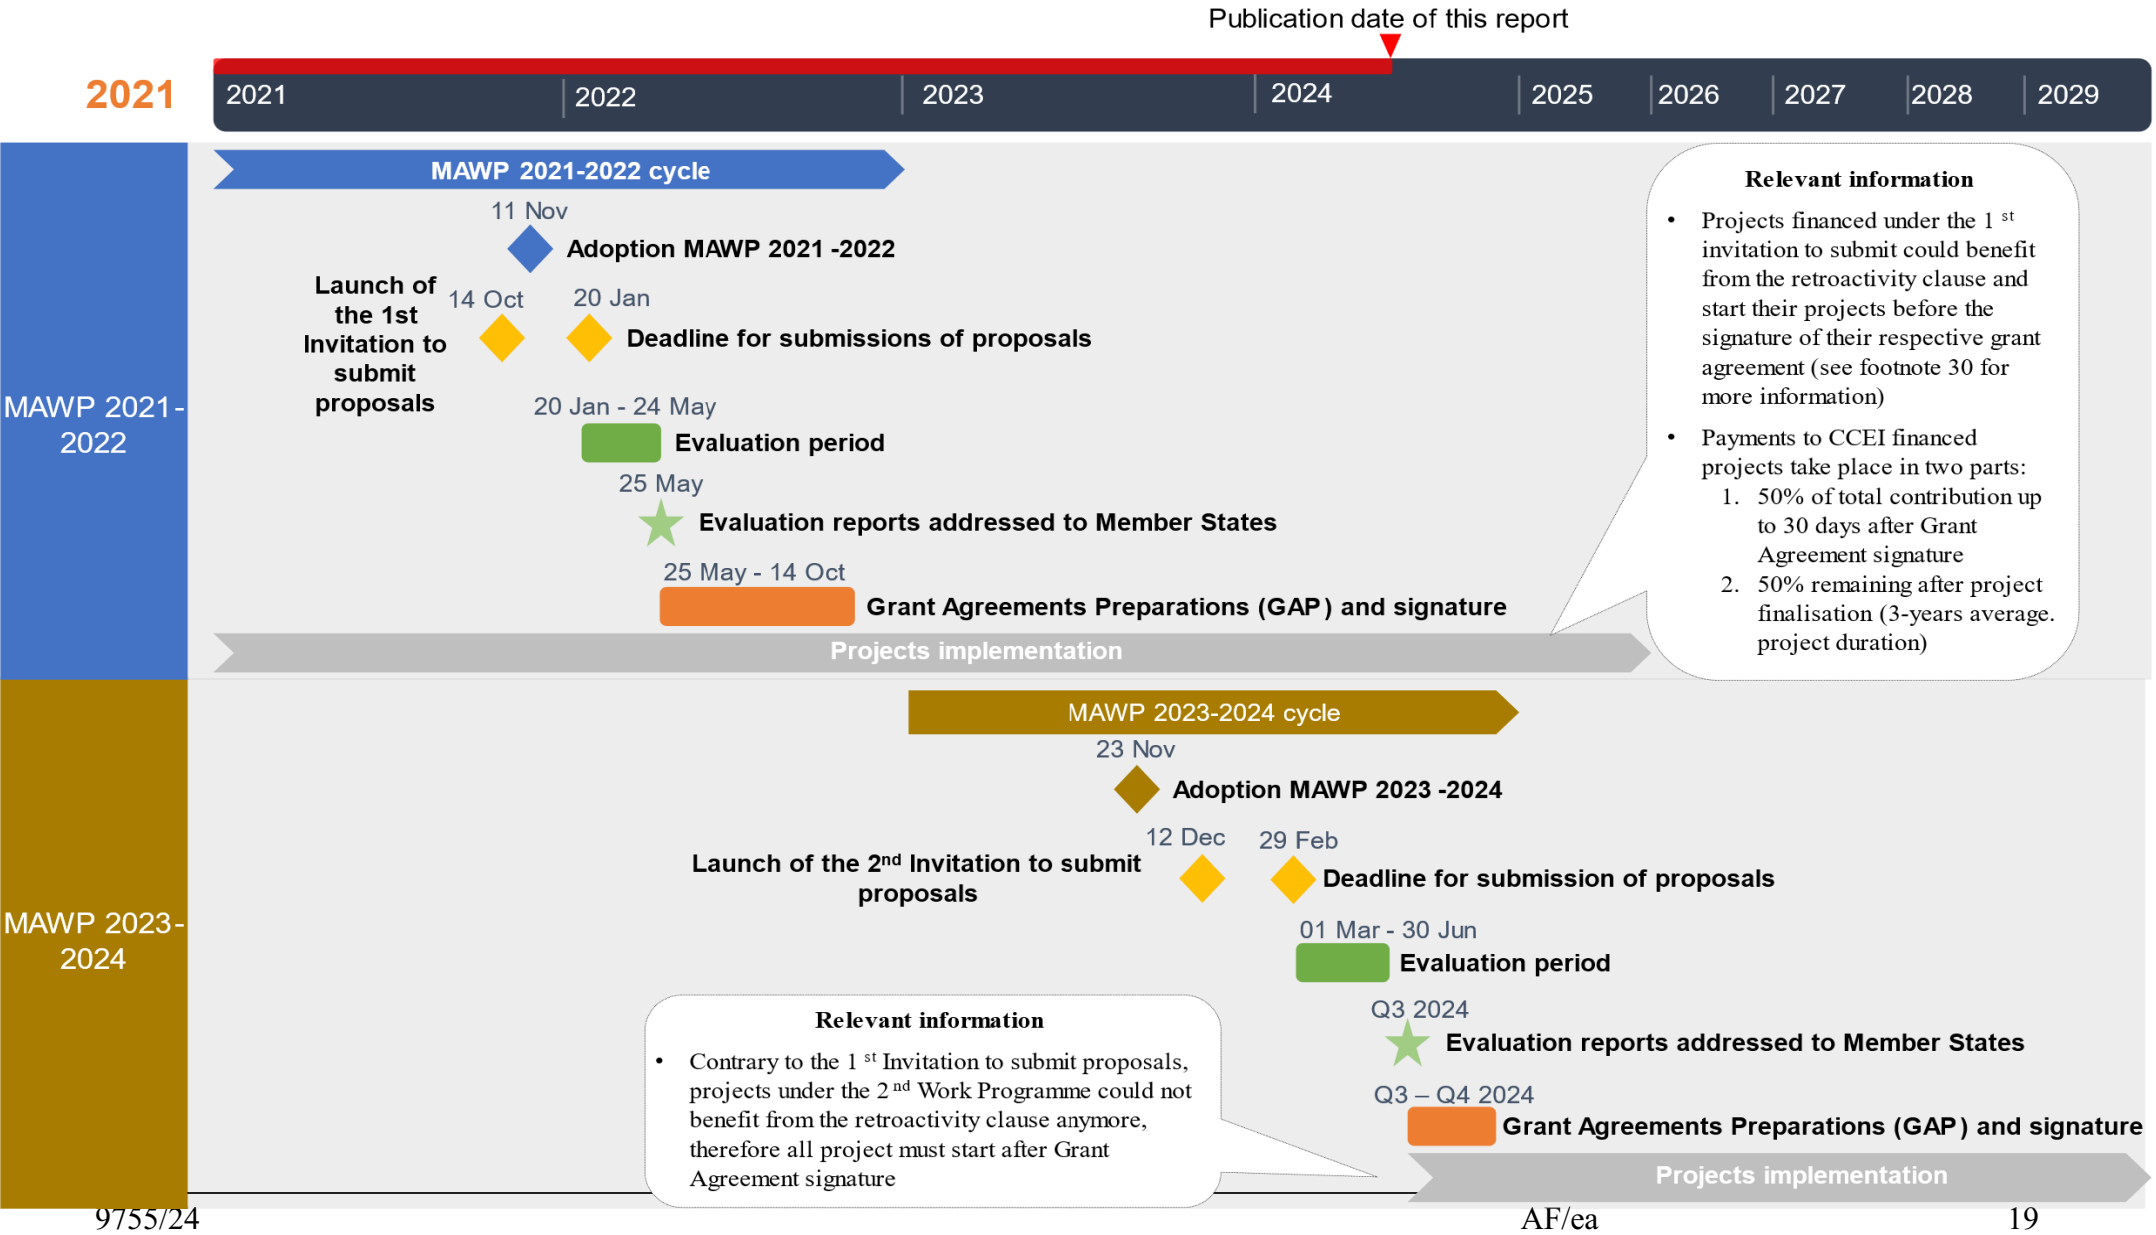 Publication date of this report
2021
2021
2022
2023
2024
2025
2026
2027
2028
2029
MAWP 2021-
2022
MAWP 2021-2022 cycle
11 Nov
Adoption MAWP 2021 -2022
Launch of
the 1st
Invitation to
submit
proposals
14 Oct
20 Jan
Deadline for submissions of proposals
20 Jan - 24 May
Evaluation period
25 May
Evaluation reports addressed to Member States
25 May - 14 Oct
Grant Agreements Preparations (GAP) and signature
Projects implementation
Relevant information
• Projects financed under the 1 st
invitation to submit could benefit
from the retroactivity clause and
start their projects before the
signature of their respective grant
agreement (see footnote 30 for
more information)
• Payments to CCEI financed
projects take place in two parts:
1. 50% of total contribution up
to 30 days after Grant
Agreement signature
2. 50% remaining after project
finalisation (3-years average.
project duration)
MAWP 2023-
2024
MAWP 2023-2024 cycle
23 Nov
Adoption MAWP 2023 -2024
12 Dec
29 Feb
Launch of the 2nd Invitation to submit
proposals
Deadline for submission of proposals
01 Mar - 30 Jun
Evaluation period
Q3 2024
Evaluation reports addressed to Member States
Q3 – Q4 2024
Grant Agreements Preparations (GAP) and signature
Projects implementation
Relevant information
• Contrary to the 1 st Invitation to submit proposals,
projects under the 2 nd Work Programme could not
benefit from the retroactivity clause anymore,
therefore all project must start after Grant
Agreement signature
9755/24
AF/ea
19